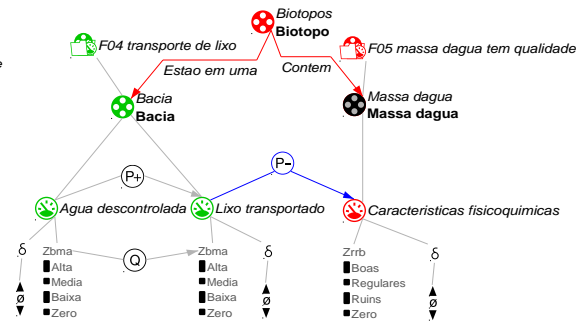 Biotopos
Biotopo
F04 transporte de lixo
F05 massa dagua tem qualidade
e
Estao em uma
Contem
Bacia
Bacia
Massa dagua
Massa dagua
P+
P-
Agua descontrolada
Lixo transportado
Caracteristicas fisicoquimicas
δ
Zbma
Alta
Media
Baixa
Zero
ø
Q
Zbma
Alta
Media
Baixa
Zero
δ
ø
Zrrb
Boas
Regulares
Ruins
Zero
δ
ø